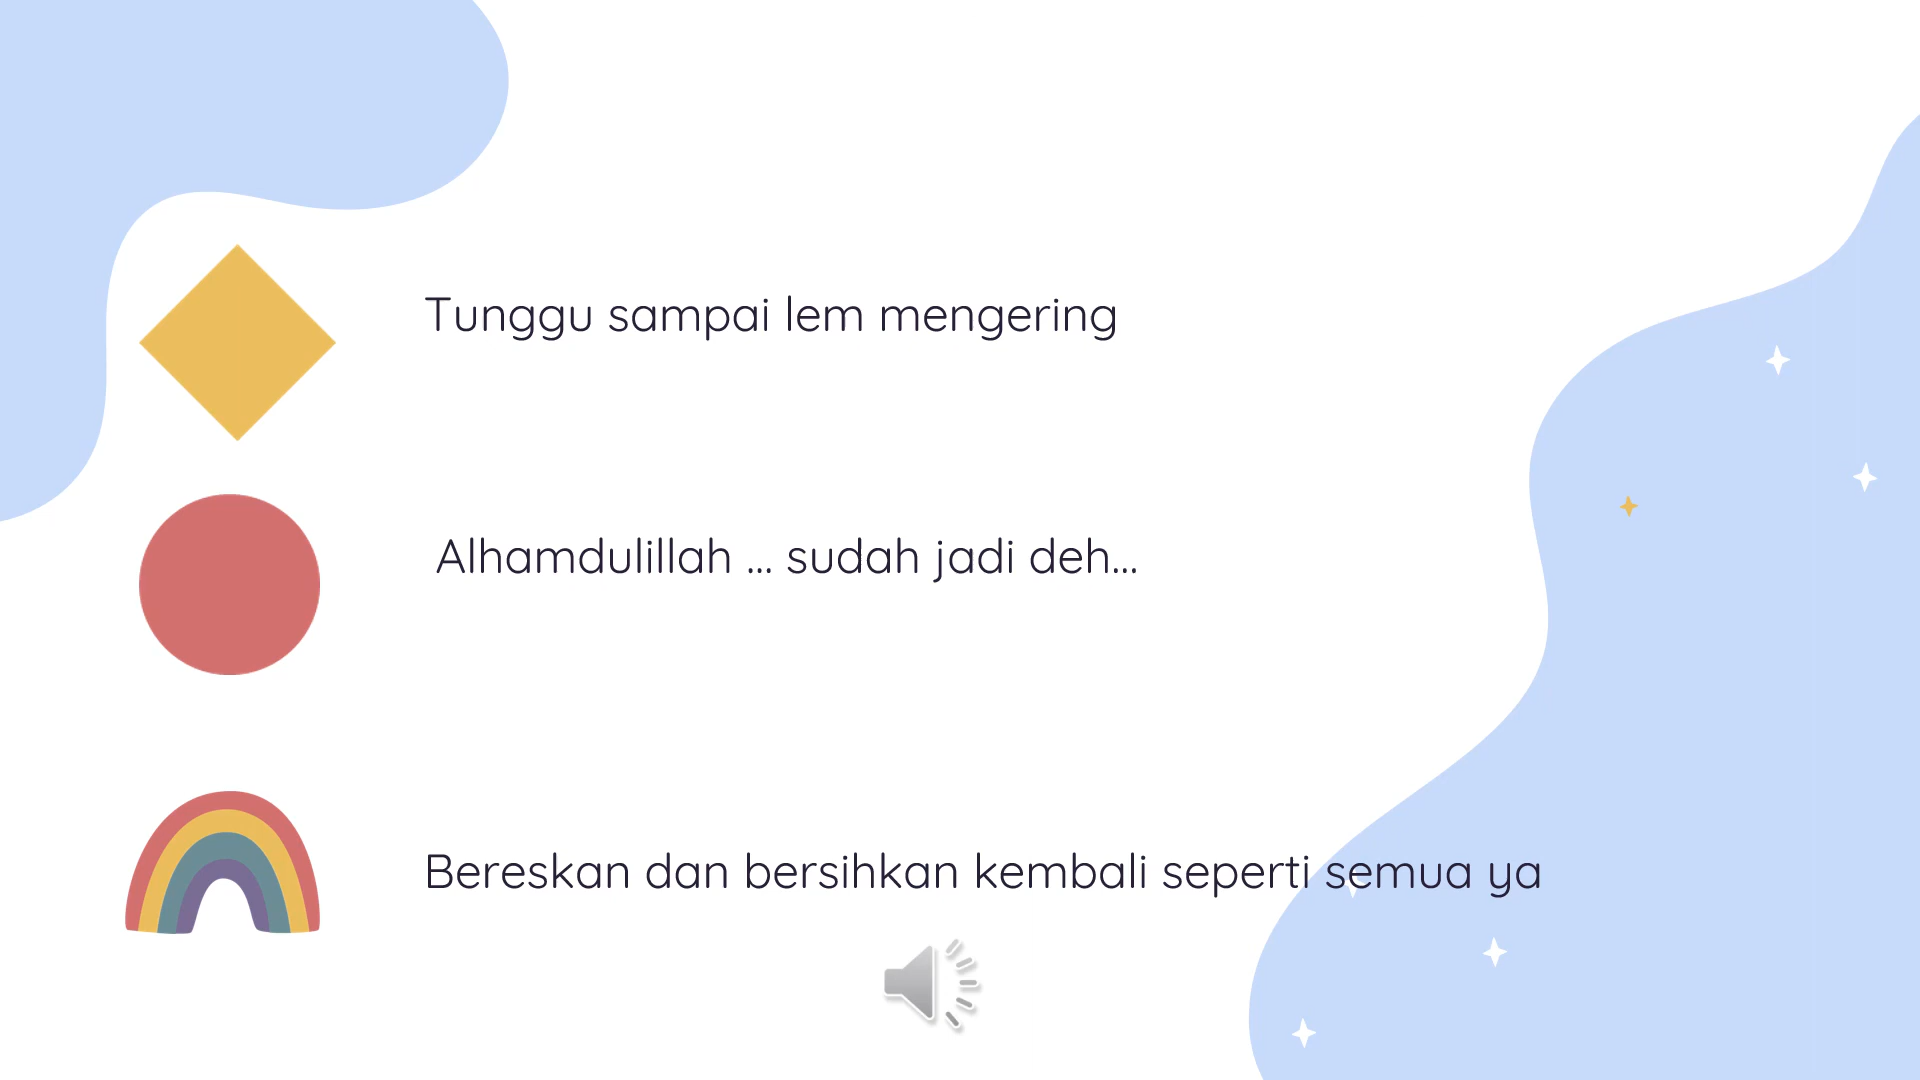 Tunggu sampai lem mengering
Alhamdulillah ... sudah jadi deh...
Bereskan dan bersihkan kembali seperti semua ya